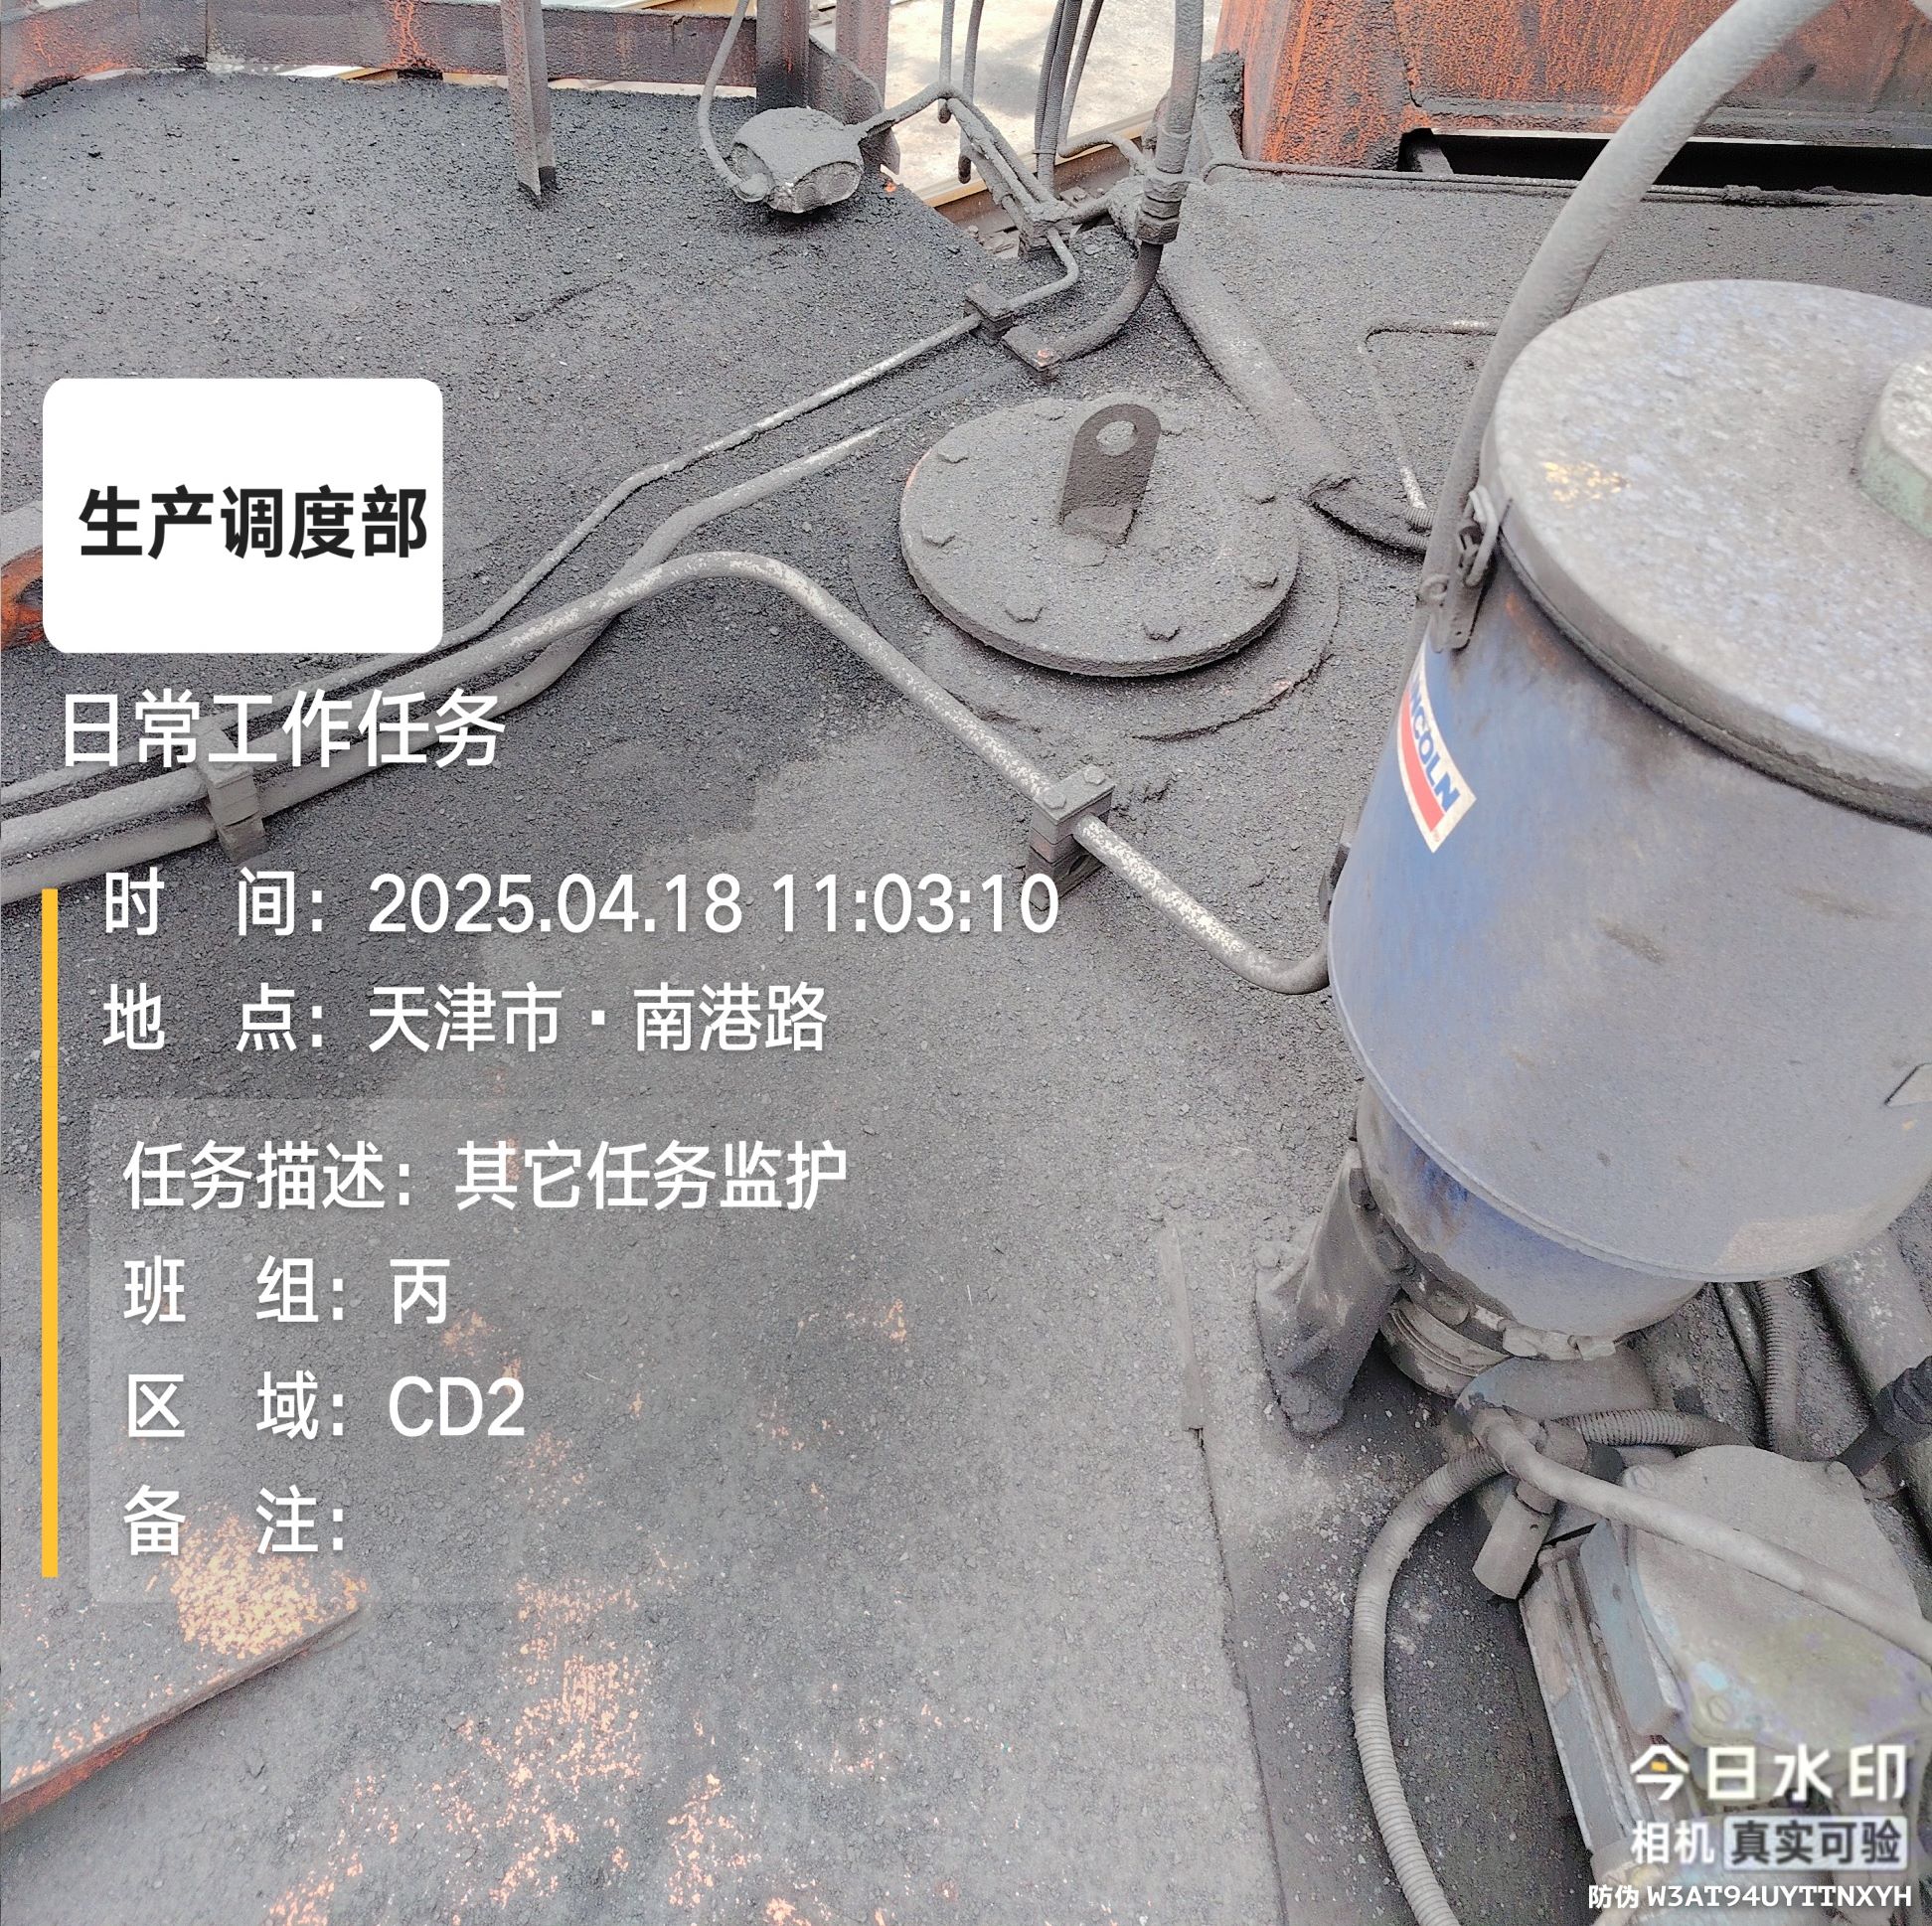 生产调度部
日常工作任务
时 间：2025.04.18 11:03:10
地 点：天津市·南港路
任务描述：其它任务监护
班 组：丙
区 域：CD2
备 注：
NCOLN
今日水印
相机 真实可验
防伪 W3AT94UYTTNXYH